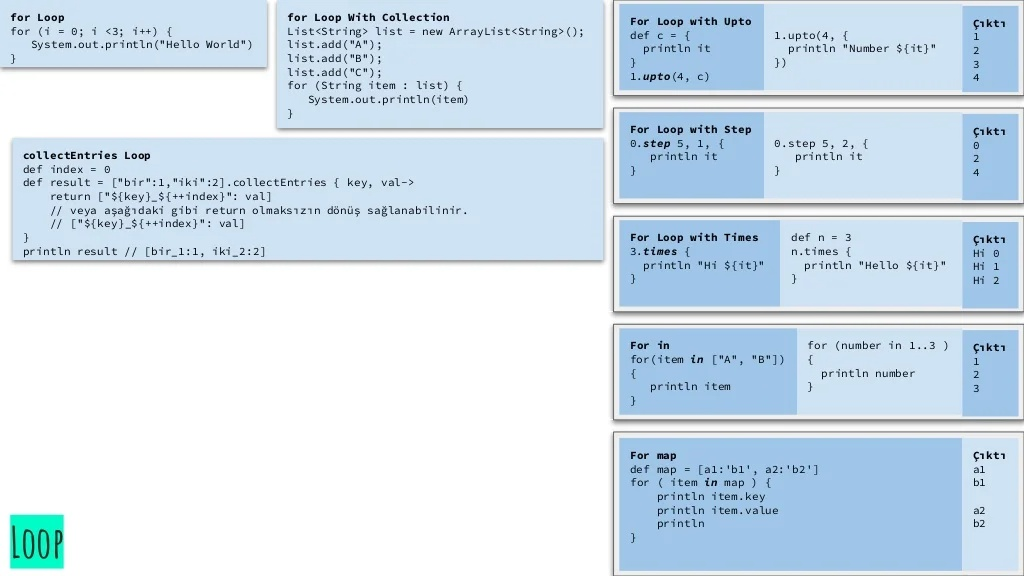 for Loop
for (i = 0; i <3; i++) {
   System.out.println("Hello World")
}
for Loop With Collection
List<String> list = new ArrayList<String>();
list.add("A");
list.add("B");
list.add("C");
for (String item : list) {
   System.out.println(item)
}
collectEntries Loop
def index = 0
def result = ["bir":1,"iki":2].collectEntries { key, val->
    return ["${key}_${++index}": val]
    // veya aşağıdaki gibi return olmaksızın dönüş sağlanabilinir.
    // ["${key}_${++index}": val]
}
println result // [bir_1:1, iki_2:2]
For Loop with Upto
def c = {
  println it
}
1.upto(4, c)
1.upto(4, {
  println "Number ${it}"
})
Çıktı
1
2
3
4
For Loop with Step
0.step 5, 1, {
   println it
}
0.step 5, 2, {
   println it
}
Çıktı
0
2
4
For Loop with Times
3.times {
  println "Hi ${it}"
}
def n = 3
n.times {
  println "Hello ${it}"
}
Çıktı
Hi 0
Hi 1
Hi 2
For in
for(item in ["A", "B"])
{
   println item
}
for (number in 1..3 )
{
  println number
}
Çıktı
1
2
3
For map
def map = [a1:'b1', a2:'b2']
for ( item in map ) {
    println item.key
    println item.value
    println
}
Çıktı
a1
b1

a2
b2
Loop